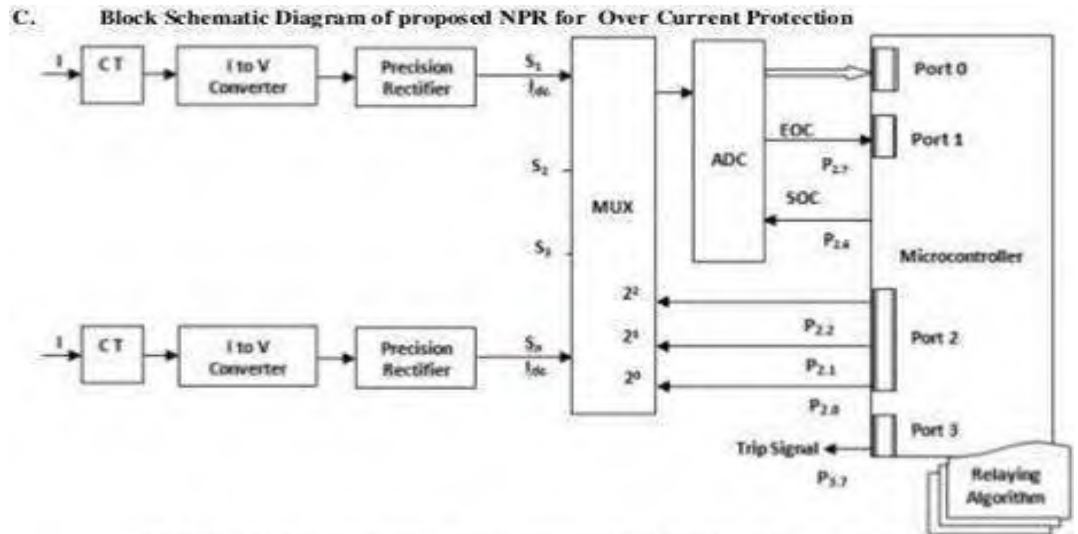 C. Block Schematic Diagram of proposed NPR for Over Current Protection
I
CT
I to V
Converter
Precision
Rectifier
S₁
Idc
S₂
S₃
MUX
2²
2¹
2⁰
ADC
EOC
P2.7
SOC
P2.6
Port 0
Port 1
Microcontroller
P2.2
P2.1
P2.0
Port 2
Port 3
Trip Signal
P3.7
Relaying
Algorithm
I
CT
I to V
Converter
Precision
Rectifier
Sn
Idc